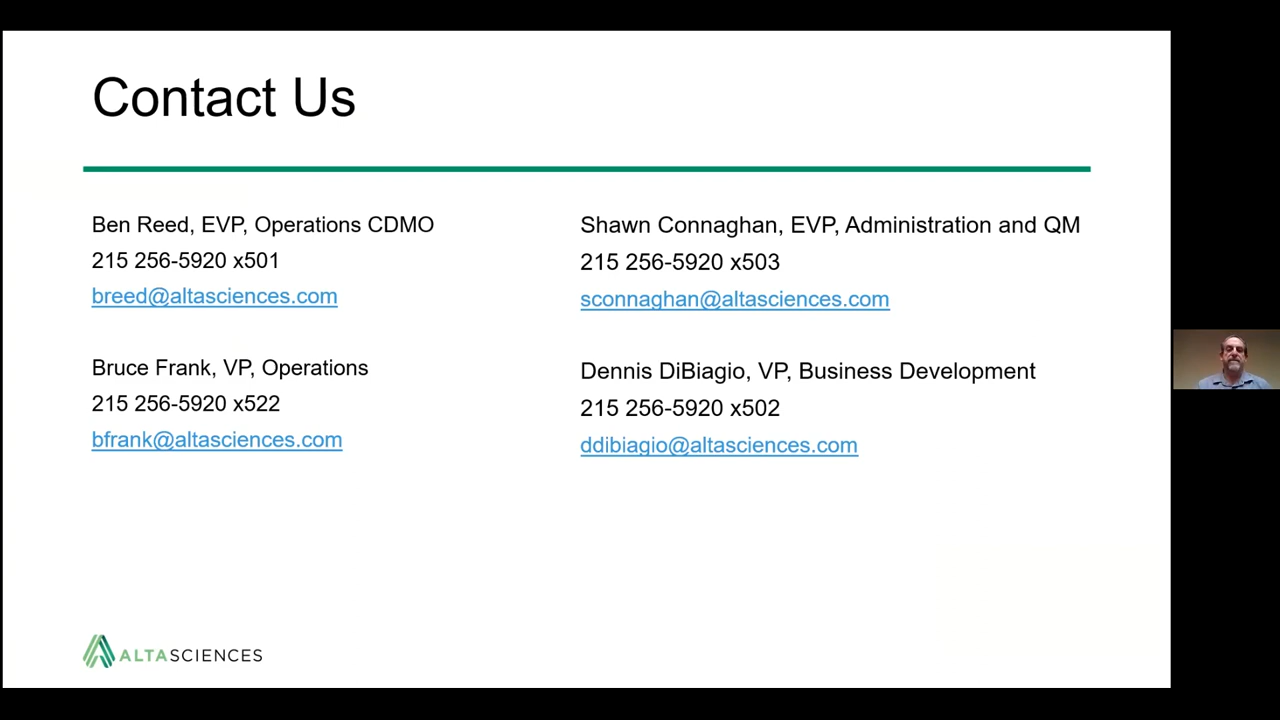 Contact Us
Ben Reed, EVP, Operations CDMO
215 256-5920 x501
breed@altasciences.com
Bruce Frank, VP, Operations
215 256-5920 x522
bfrank@altasciences.com
Shawn Connaghan, EVP, Administration and QM
215 256-5920 x503
sconnaghan@altasciences.com
Dennis DiBiagio, VP, Business Development
215 256-5920 x502
ddibiagio@altasciences.com
ALTASCIENCES